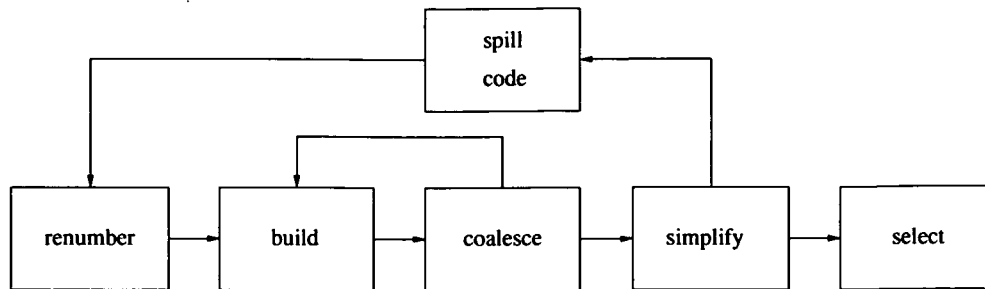 spill
code
renumber
build
coalesce
simplify
select